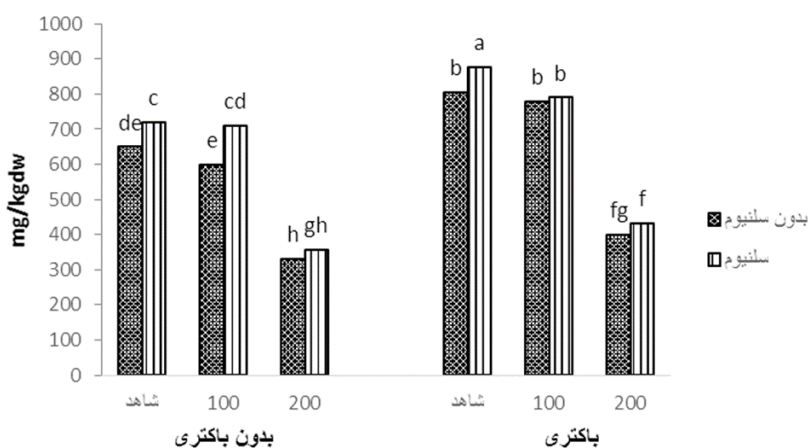 mg/kgdw
1000
900
800
700
600
500
400
300
200
100
0
de c
e cd
h gh
b a
b b
fg f
شاهد 100 200 شاهد 100 200
بدون باکتری باکتری
بدون سلنیوم
سلنیوم